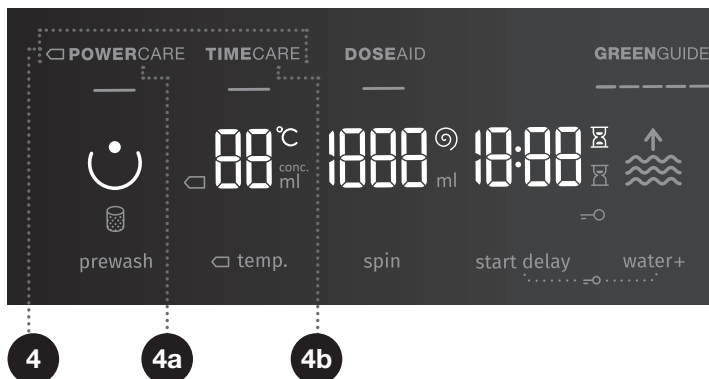 POWERCARE TIMECARE DOSEAID GREENGUIDE
88 °C 1888 18:88
conc.
ml ml
prewash temp. spin start delay water+
4 4a 4b